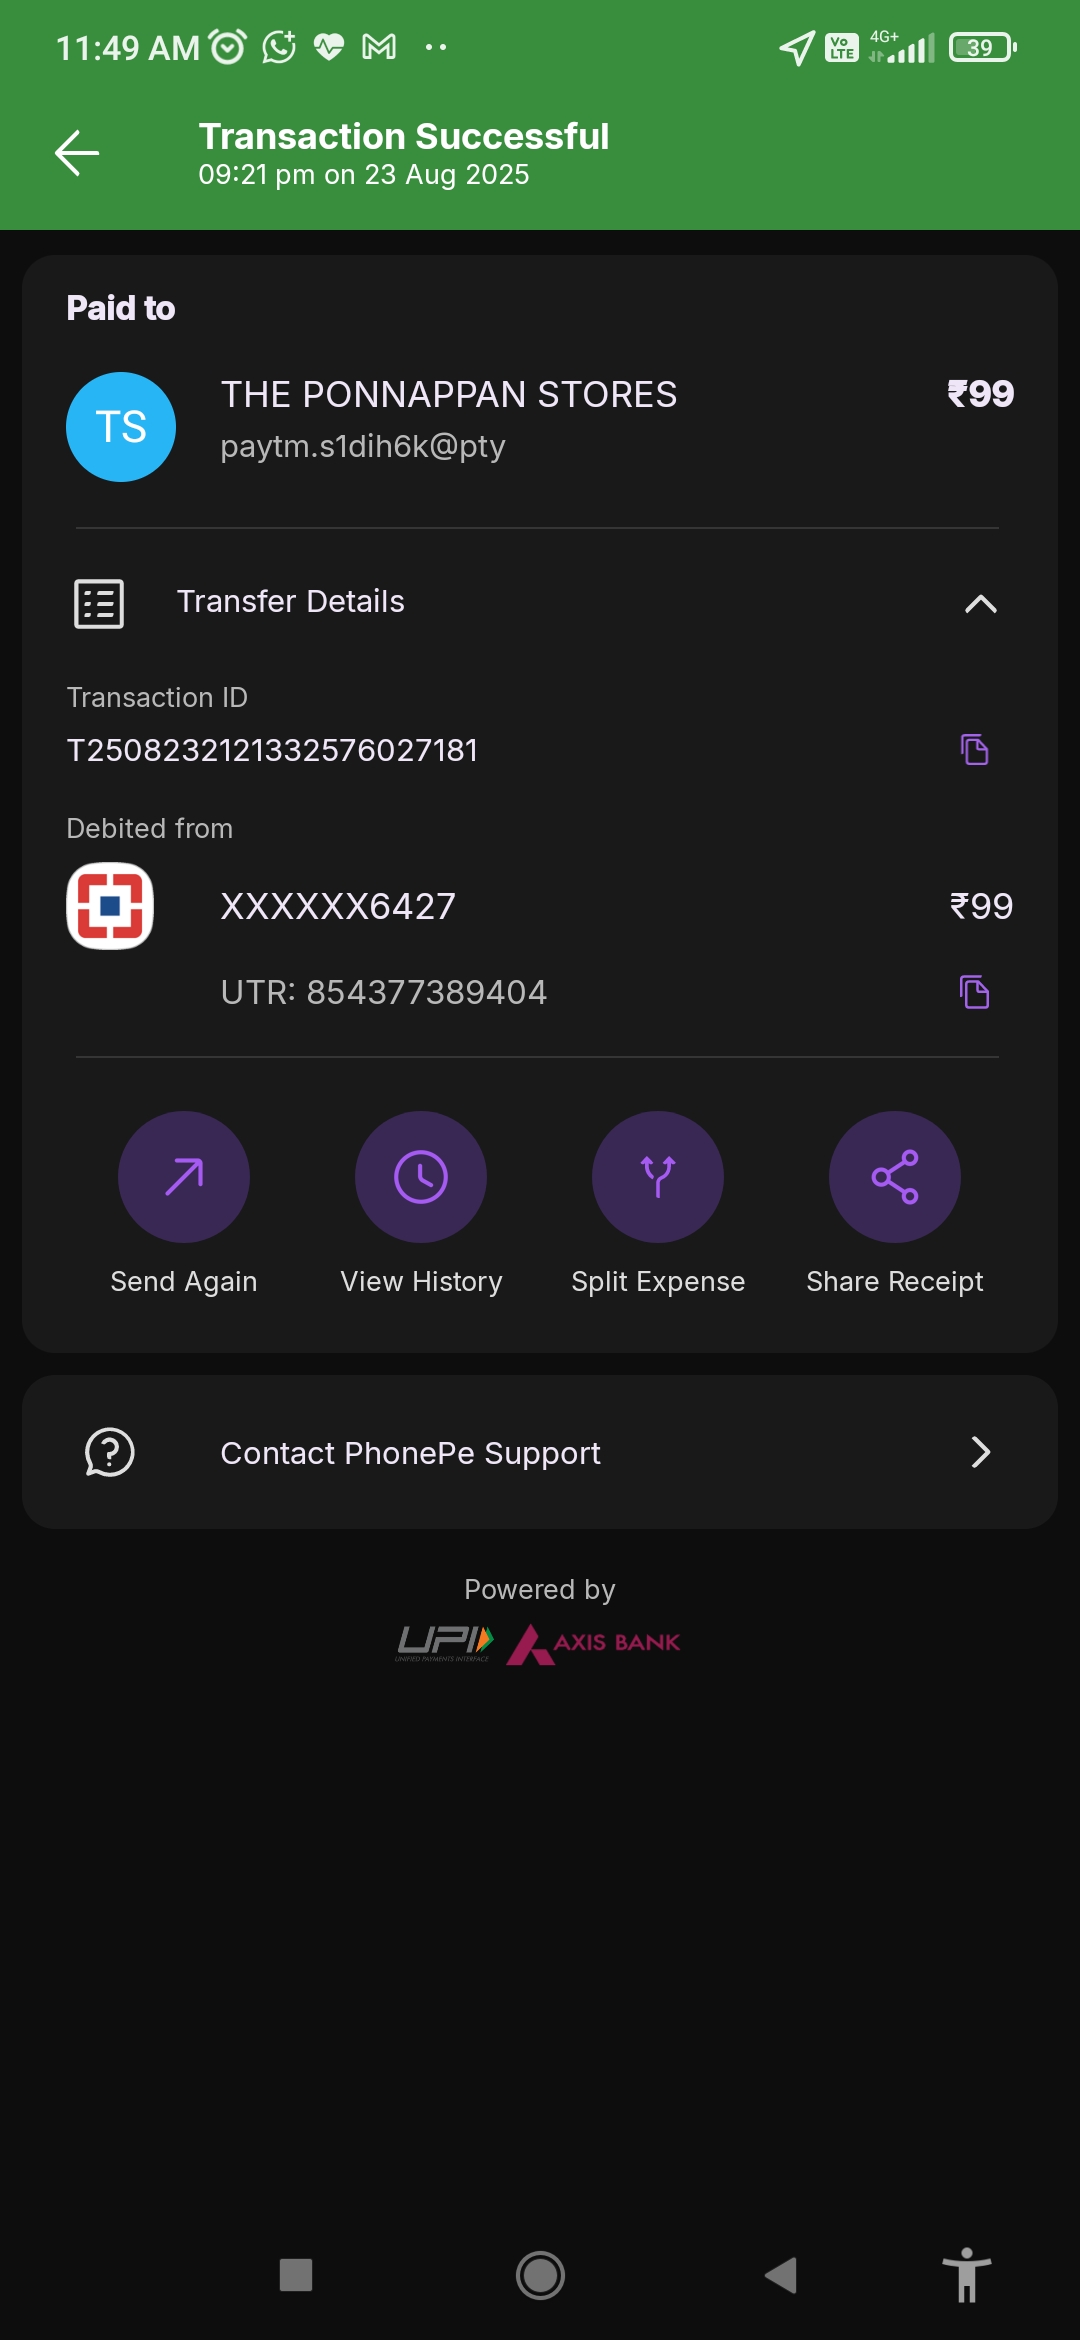 11:49 AM
Vo LTE 4G+ 39
Transaction Successful
09:21 pm on 23 Aug 2025
Paid to
TS
THE PONNAPPAN STORES
₹99
paytm.s1dih6k@pty
Transfer Details
Transaction ID
T2508232121332576027181
Debited from
XXXXXX6427
₹99
UTR: 854377389404
Send Again
View History
Split Expense
Share Receipt
Contact PhonePe Support
Powered by
UPI AXIS BANK
UNIFIED PAYMENTS INTERFACE